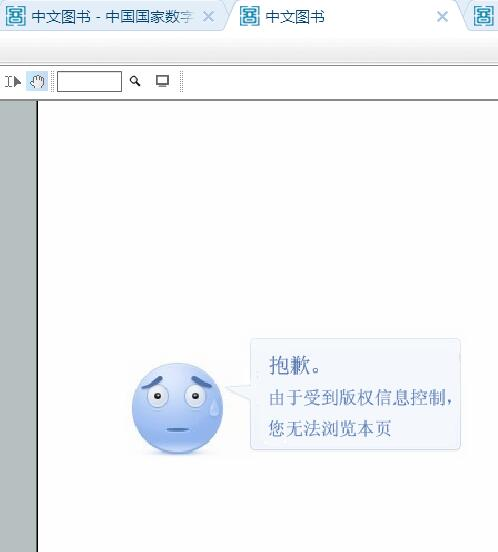 中文图书 - 中国国家数字
中文图书
抱歉。
由于受到版权信息控制，
您无法浏览本页